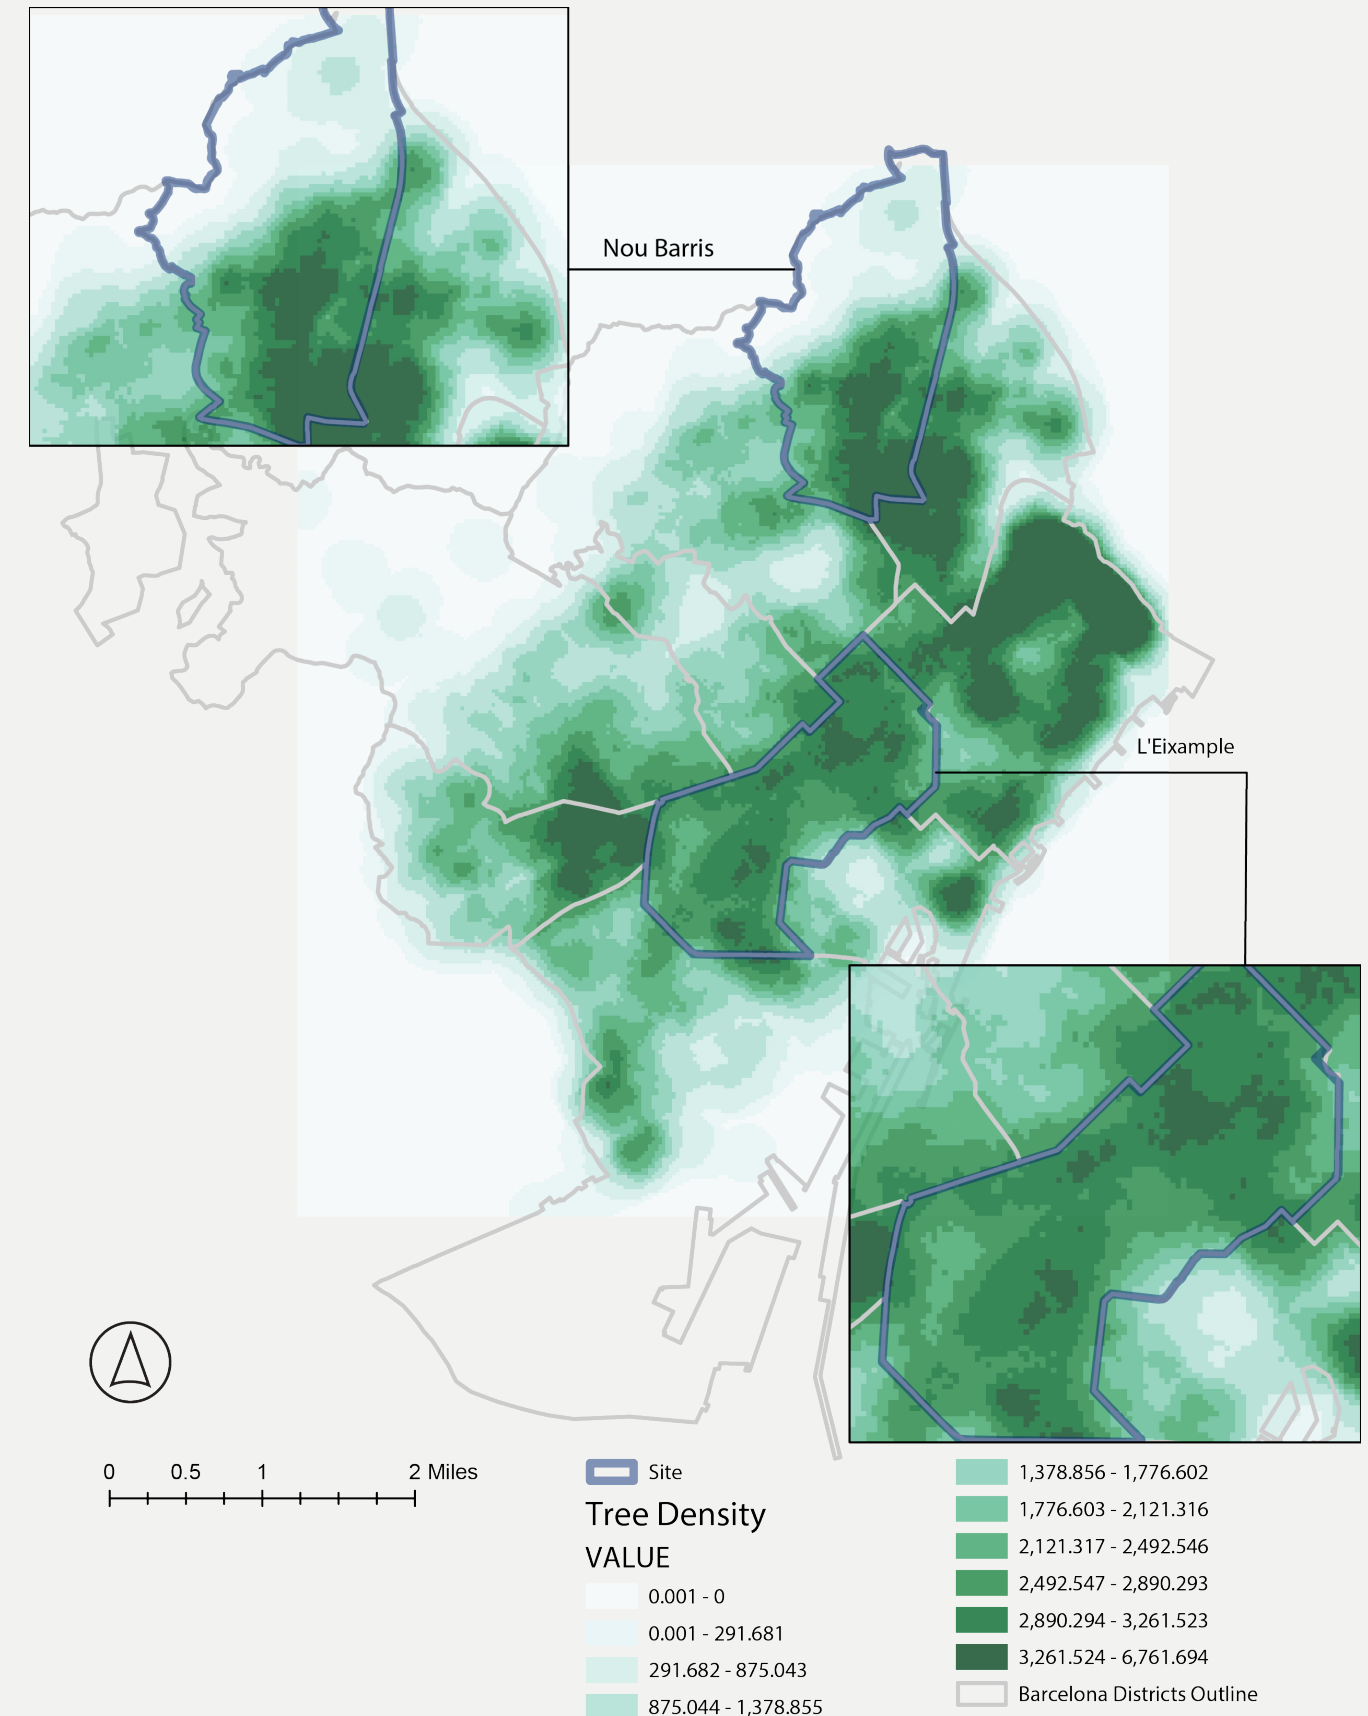 Nou Barris
L'Eixample
0 0.5 1 2 Miles
Site
Tree Density
VALUE
0.001 - 0
0.001 - 291.681
291.682 - 875.043
875.044 - 1,378.855
1,378.856 - 1,776.602
1,776.603 - 2,121.316
2,121.317 - 2,492.546
2,492.547 - 2,890.293
2,890.294 - 3,261.523
3,261.524 - 6,761.694
Barcelona Districts Outline